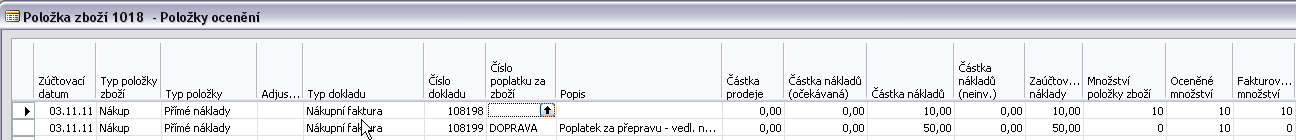 Položka zboží 1018 - Položky ocenění
Zúčtovací datum Typ položky zboží Typ položky Adjus... Typ dokladu Číslo dokladu Číslo poplatku za zboží Popis Částka prodeje Částka nákladů (očekávaná) Částka nákladů Částka nákladů (neinv.) Zaúčtov... náklady Množství položky zboží Oceněné množství Fakturov... množství
03.11.11 Nákup Přímé náklady Nákupní faktura 108198 0,00 0,00 10,00 0,00 10,00 10 10 10
03.11.11 Nákup Přímé náklady Nákupní faktura 108199 DOPRAVA Poplatek za přepravu - vedl. n... 0,00 0,00 50,00 0,00 50,00 0 10 0